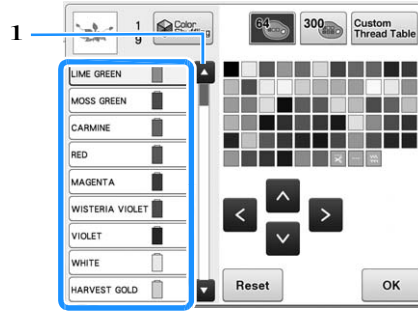 1
1
9
Color
64
300
Custom
Thread Table
LIME GREEN
MOSS GREEN
CARMINE
RED
MAGENTA
WISTERIA VIOLET
VIOLET
WHITE
HARVEST GOLD
Reset
OK